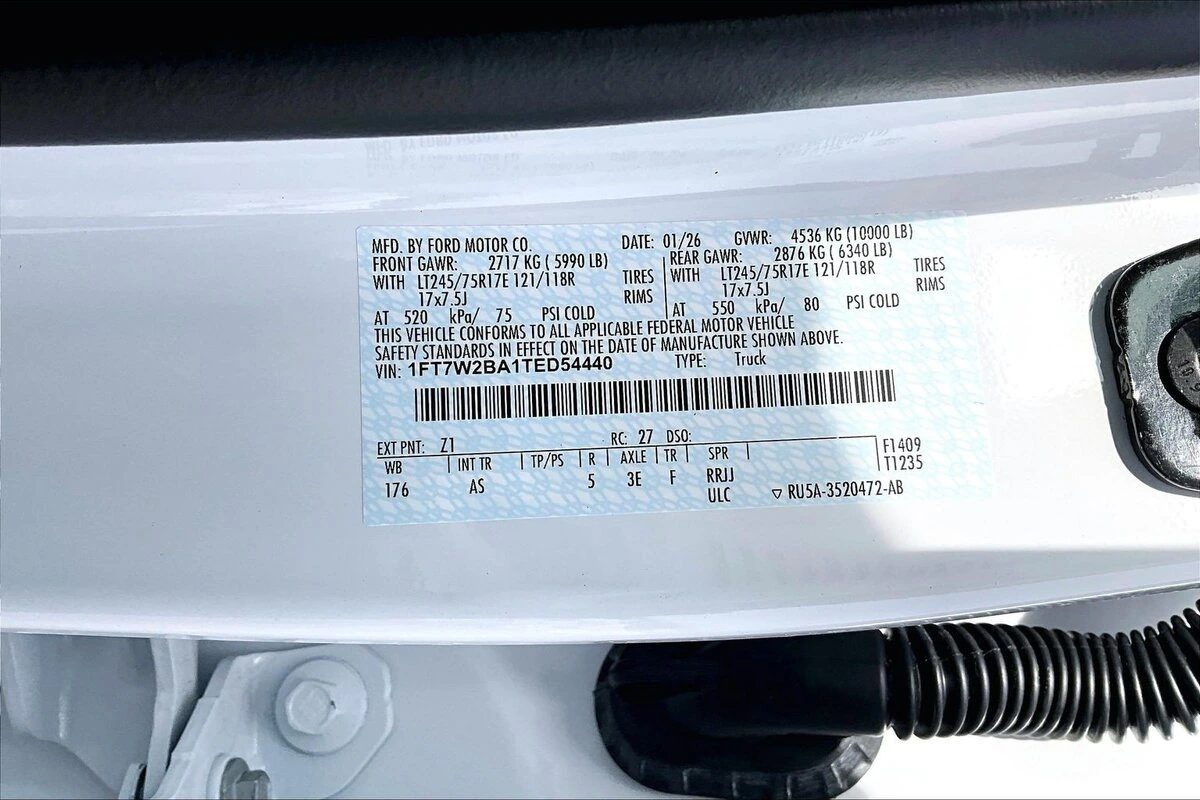 MFD. BY FORD MOTOR CO. DATE: 01/26 GVWR: 4536 KG (10000 LB)
FRONT GAWR: 2717 KG ( 5990 LB) REAR GAWR: 2876 KG ( 6340 LB)
WITH LT245/75R17E 121/118R TIRES WITH LT245/75R17E 121/118R TIRES
17x7.5J RIMS 17x7.5J RIMS
AT 520 kPa/ 75 PSI COLD AT 550 kPa/ 80 PSI COLD
THIS VEHICLE CONFORMS TO ALL APPLICABLE FEDERAL MOTOR VEHICLE
SAFETY STANDARDS IN EFFECT ON THE DATE OF MANUFACTURE SHOWN ABOVE.
VIN: 1FT7W2BA1TED54440 TYPE: Truck
EXT PNT: Z1 RC: 27 DSO:
WB INT TR TP/PS R AXLE TR SPR F1409
176 AS 5 3E F RRJJ T1235
ULC ▽ RU5A-3520472-AB